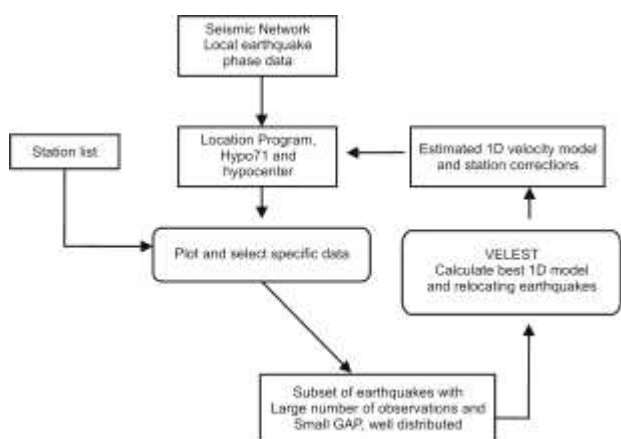 Seismic Network
Local earthquake
phase data
Station list
Location Program,
Hypo71 and
hypocenter
Estimated 1D velocity model
and station corrections
Plot and select specific data
VELEST
Calculate best 1D model
and relocating earthquakes
Subset of earthquakes with
Large number of observations and
Small GAP, well distributed